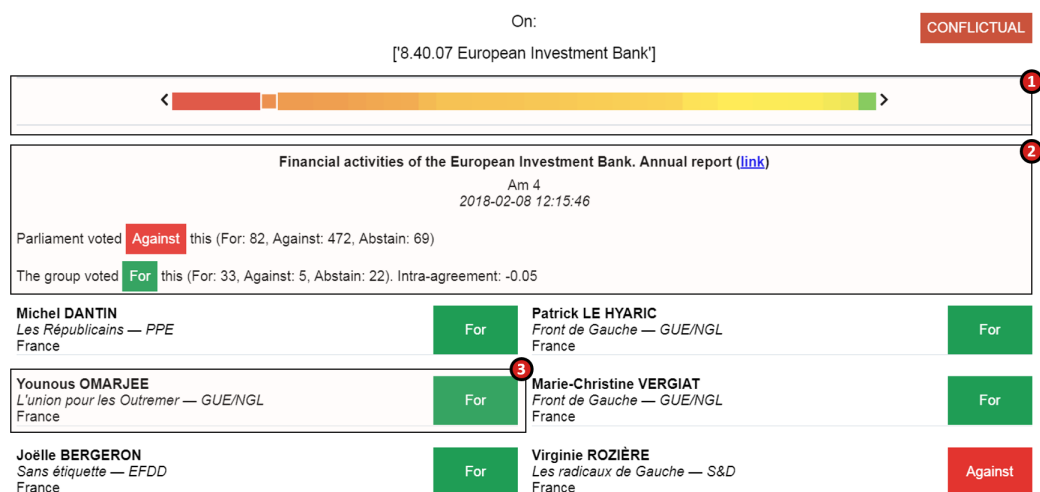 On:
CONFLICTUAL
['8.40.07 European Investment Bank']
1
< >
2
Financial activities of the European Investment Bank. Annual report (link)
Am 4
2018-02-08 12:15:46
Parliament voted Against this (For: 82, Against: 472, Abstain: 69)
The group voted For this (For: 33, Against: 5, Abstain: 22). Intra-agreement: -0.05
Michel DANTIN
Les Républicains — PPE
France
For
Patrick LE HYARIC
Front de Gauche — GUE/NGL
France
For
3
Younous OMARJEE
L'union pour les Outremer — GUE/NGL
France
For
Marie-Christine VERGIAT
Front de Gauche — GUE/NGL
France
For
Joëlle BERGERON
Sans étiquette — EFDD
France
For
Virginie ROZIÈRE
Les radicaux de Gauche — S&D
France
Against